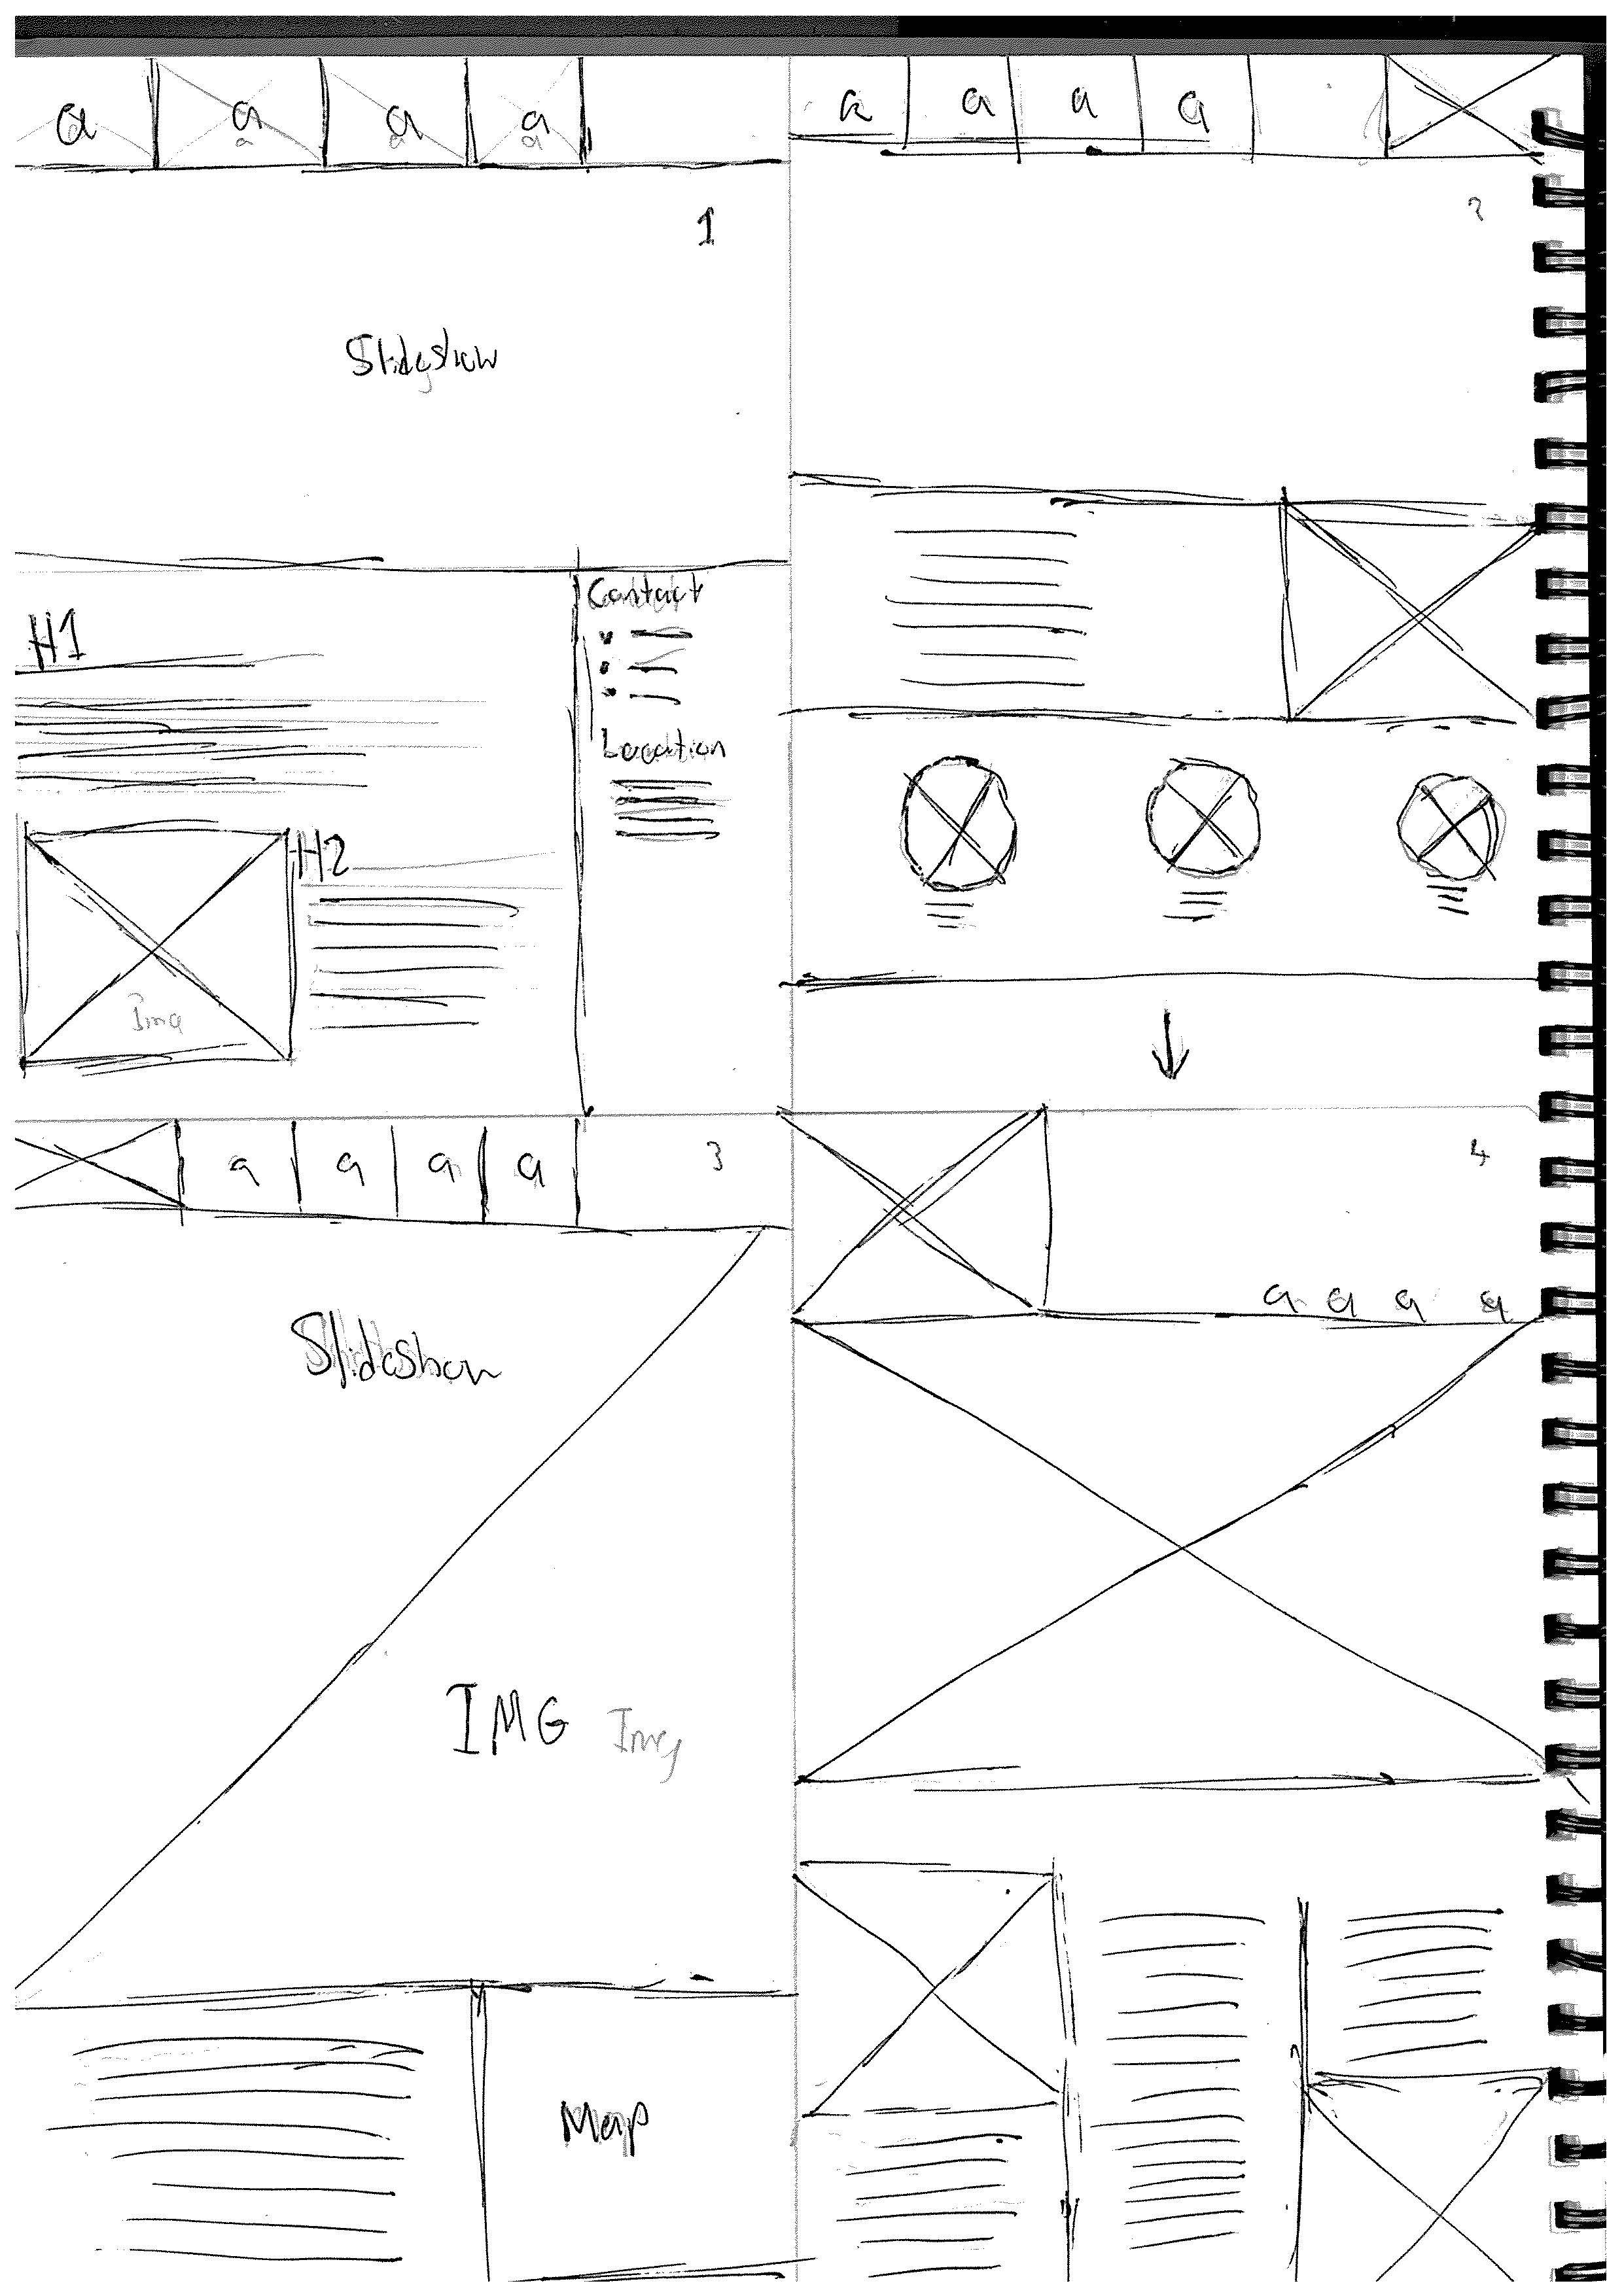 a a a a
a a a
1
Slideshow
H1
Contact
Location
H2
Img
a a a a
2
a a a a
3
Slideshow
IMG Img
Map
4
a a a a